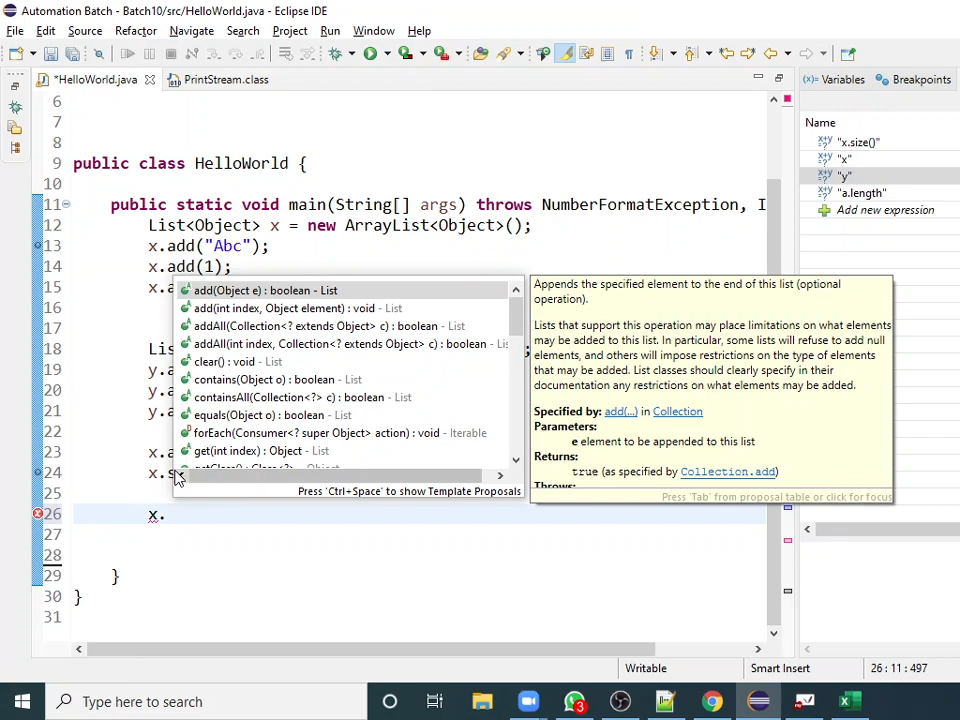 Automation Batch - Batch10/src/HelloWorld.java - Eclipse IDE
File Edit Source Refactor Navigate Search Project Run Window Help
*HelloWorld.java PrintStream.class
(x)= Variables Breakpoints
Name
"x.size()"
"x"
"y"
"a.length"
Add new expression
6
7
8
9 public class HelloWorld {
10
11 public static void main(String[] args) throws NumberFormatException, I
12 List<Object> x = new ArrayList<Object>();
13 x.add("Abc");
14 x.add(1);
15 x.a
18 Lis ;
19 y.a
20 y.a
21 y.a
22
23 x.a
24 x.s
25
26 x.
27
28
29 }
30 }
31
add(Object e) : boolean - List
add(int index, Object element) : void - List
addAll(Collection<? extends Object> c) : boolean - List
addAll(int index, Collection<? extends Object> c) : boolean - Lis
clear() : void - List
contains(Object o) : boolean - List
containsAll(Collection<?> c) : boolean - List
equals(Object o) : boolean - List
forEach(Consumer<? super Object> action) : void - Iterable
get(int index) : Object - List
getClass() : Class<?> - Object
Press 'Ctrl+Space' to show Template Proposals
Appends the specified element to the end of this list (optional
operation).
Lists that support this operation may place limitations on what elements
may be added to this list. In particular, some lists will refuse to add null
elements, and others will impose restrictions on the type of elements
that may be added. List classes should clearly specify in their
documentation any restrictions on what elements may be added.
Specified by: add(...) in Collection
Parameters:
e element to be appended to this list
Returns:
true (as specified by Collection.add)
Throws:
Press 'Tab' from proposal table or click for focus
Writable Smart Insert 26 : 11 : 497
Type here to search
3